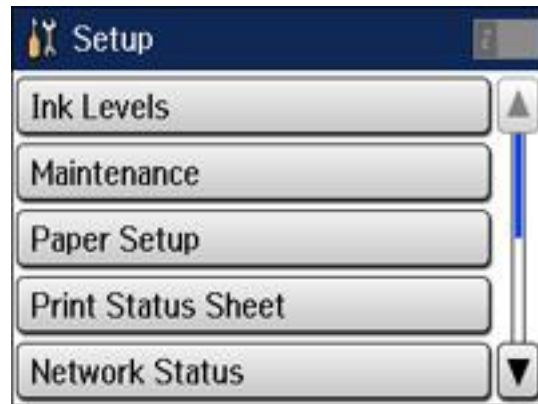 Setup
Ink Levels
Maintenance
Paper Setup
Print Status Sheet
Network Status